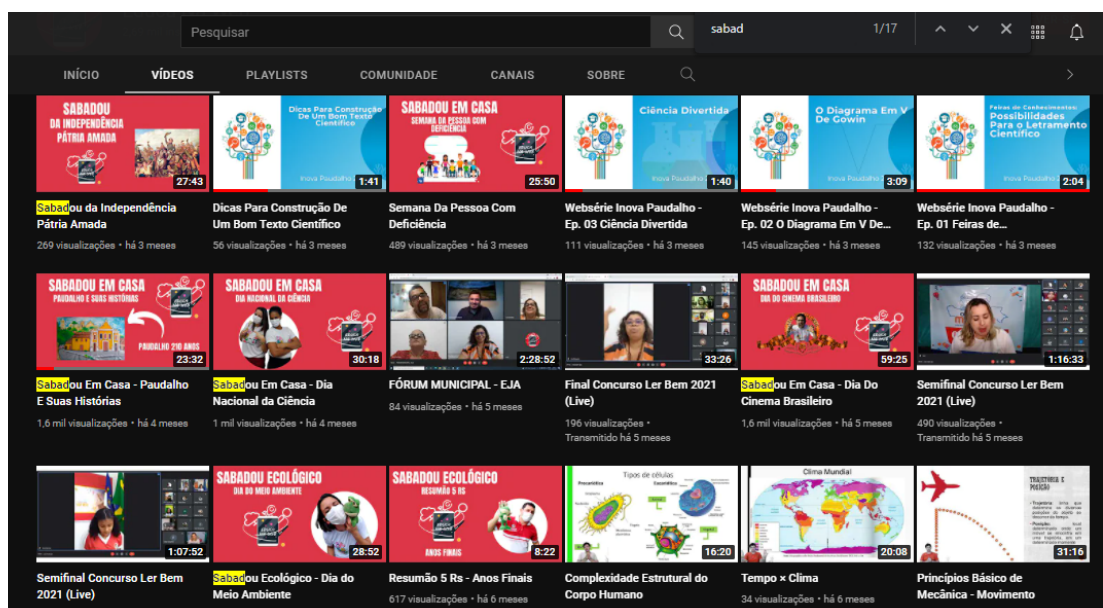 Pesquisar
sabad
1/17
INÍCIO
VÍDEOS
PLAYLISTS
COMUNIDADE
CANAIS
SOBRE
SABADOU
DA INDEPENDÊNCIA
PÁTRIA AMADA
27:43
Dicas Para Construção
De Um Bom Texto
Científico
Inova Paudalho
1:41
SABADOU EM CASA
SEMANA DA PESSOA COM
DEFICIÊNCIA
25:50
Ciência Divertida
Inova Paudalho
1:40
O Diagrama Em V
De Gowin
Inova Paudalho
3:09
Feiras de Conhecimentos:
Possibilidades
Para o Letramento
Científico
Inova Paudalho
2:04
Sabadou da Independência
Pátria Amada
269 visualizações • há 3 meses
Dicas Para Construção De
Um Bom Texto Científico
56 visualizações • há 3 meses
Semana Da Pessoa Com
Deficiência
489 visualizações • há 3 meses
Websérie Inova Paudalho -
Ep. 03 Ciência Divertida
111 visualizações • há 3 meses
Websérie Inova Paudalho -
Ep. 02 O Diagrama Em V De...
145 visualizações • há 3 meses
Websérie Inova Paudalho -
Ep. 01 Feiras de...
132 visualizações • há 3 meses
SABADOU EM CASA
PAUDALHO E SUAS HISTÓRIAS
PAUDALHO 210 ANOS
23:32
SABADOU EM CASA
DIA NACIONAL DA CIÊNCIA
30:18
2:28:52
33:26
SABADOU EM CASA
DIA DO CINEMA BRASILEIRO
59:25
1:16:33
Sabadou Em Casa - Paudalho
E Suas Histórias
1,6 mil visualizações • há 4 meses
Sabadou Em Casa - Dia
Nacional da Ciência
1 mil visualizações • há 4 meses
FÓRUM MUNICIPAL - EJA
84 visualizações • há 5 meses
Final Concurso Ler Bem 2021
(Live)
196 visualizações •
Transmitido há 5 meses
Sabadou Em Casa - Dia Do
Cinema Brasileiro
1,6 mil visualizações • há 5 meses
Semifinal Concurso Ler Bem
2021 (Live)
490 visualizações •
Transmitido há 5 meses
1:07:52
SABADOU ECOLÓGICO
DIA DO MEIO AMBIENTE
28:52
SABADOU ECOLÓGICO
RESUMÃO 5 RS
ANOS FINAIS
8:22
Tipos de células
16:20
Clima Mundial
20:08
TRAJETÓRIA E
POSIÇÃO
31:16
Semifinal Concurso Ler Bem
2021 (Live)
Sabadou Ecológico - Dia do
Meio Ambiente
Resumão 5 Rs - Anos Finais
617 visualizações • há 6 meses
Complexidade Estrutural do
Corpo Humano
Tempo × Clima
34 visualizações • há 6 meses
Princípios Básico de
Mecânica - Movimento